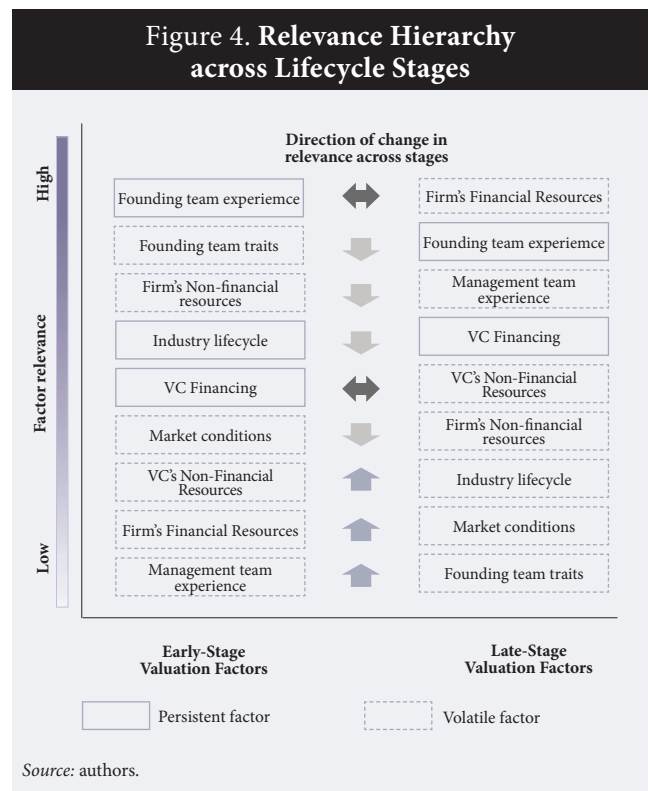 Figure 4. Relevance Hierarchy
across Lifecycle Stages
Direction of change in
relevance across stages
High
Factor relevance
Low
Founding team experiemce
Founding team traits
Firm's Non-financial
resources
Industry lifecycle
VC Financing
Market conditions
VC's Non-Financial
Resources
Firm's Financial Resources
Management team
experience
Firm's Financial Resources
Founding team experiemce
Management team
experience
VC Financing
VC's Non-Financial
Resources
Firm's Non-financial
resources
Industry lifecycle
Market conditions
Founding team traits
Early-Stage
Valuation Factors
Late-Stage
Valuation Factors
Persistent factor
Volatile factor
Source: authors.